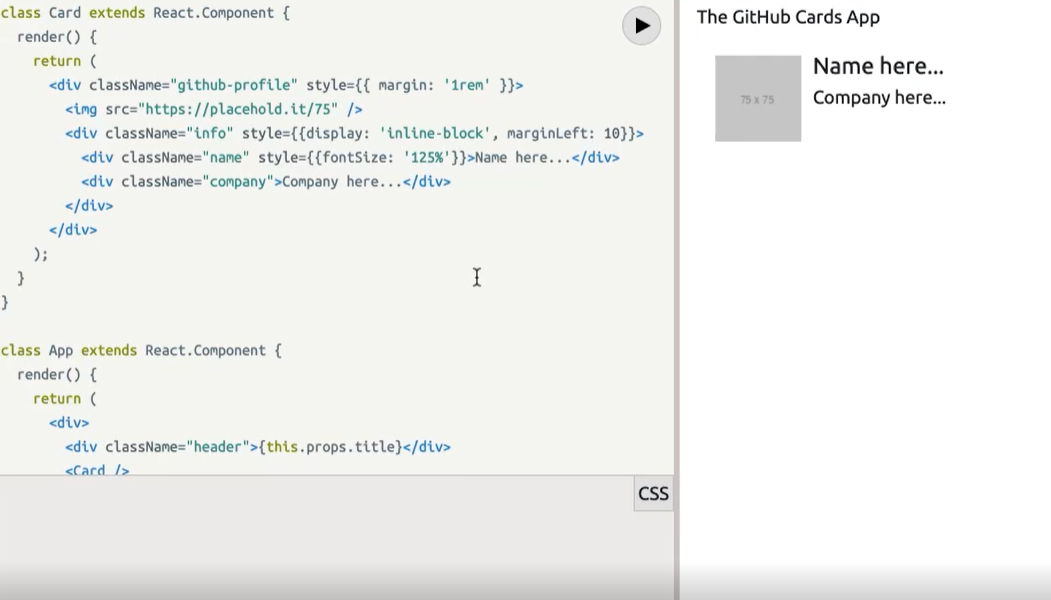 class Card extends React.Component {
render() {
return (
<div className="github-profile" style={{ margin: '1rem' }}>
<img src="https://placehold.it/75" />
<div className="info" style={{display: 'inline-block', marginLeft: 10}}>
<div className="name" style={{fontSize: '125%'}}>Name here...</div>
<div className="company">Company here...</div>
</div>
</div>
);
}
}
class App extends React.Component {
render() {
return (
<div>
<div className="header">{this.props.title}</div>
<Card />
CSS
The GitHub Cards App
75 x 75
Name here...
Company here...